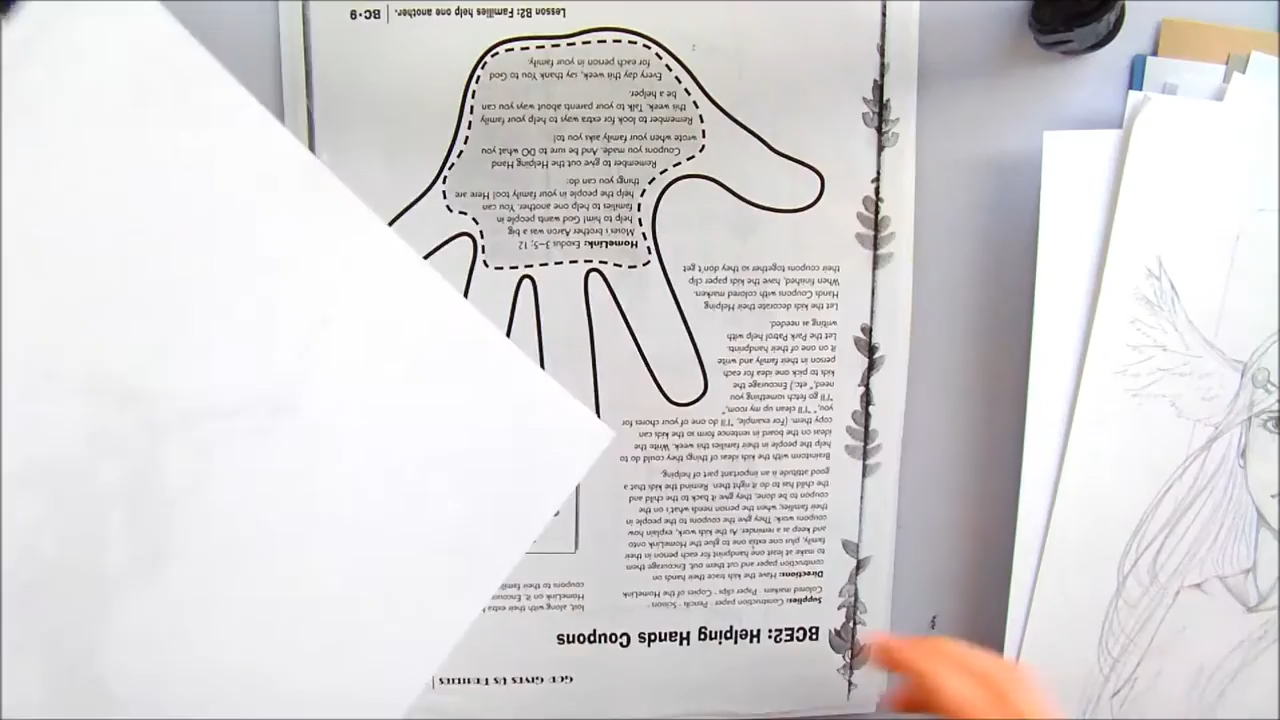 GOD GIVES US FAMILIES |
BCE2: Helping Hands Coupons
Supplies: Construction paper · Pencils · Scissors ·
Colored markers · Paper clips · Copies of the HomeLink
Directions: Have the kids trace their hands on
construction paper and cut them out. Encourage them
to make at least one handprint for each person in their
family, plus one extra one to glue the HomeLink onto
and keep as a reminder. As the kids work, explain how
coupons work: They give the coupons to the people in
their families; when the person needs what's on the
coupon to be done, they give it back to the child and
the child has to do it right then. Remind the kids that a
good attitude is an important part of helping.
Brainstorm with the kids ideas of things they could do to
help the people in their families this week. Write the
ideas on the board in sentence form so the kids can
copy them. (For example, "I'll do one of your chores for
you," "I'll clean up my room,"
"I'll go fetch something you
need," etc.) Encourage the
kids to pick one idea for each
person in their family and write
it on one of their handprints.
Let the Park Patrol help with
writing as needed.
Let the kids decorate their Helping
Hands Coupons with colored markers.
When finished, have the kids paper clip
their coupons together so they don't get
lost, along with their extra
HomeLink on it. Encour
coupons to their famil
HomeLink: Exodus 3–5; 12
Moses's brother Aaron was a big
help to him! God wants people in
families to help one another. You can
help the people in your family too! Here are
things you can do:
Remember to give out the Helping Hand
Coupons you made. And be sure to DO what you
wrote when your family asks you to!
Remember to look for extra ways to help your family
this week. Talk to your parents about ways you can
be a helper.
Every day this week, say thank You to God
for each person in your family.
Lesson B2: Families help one another. | BC·9